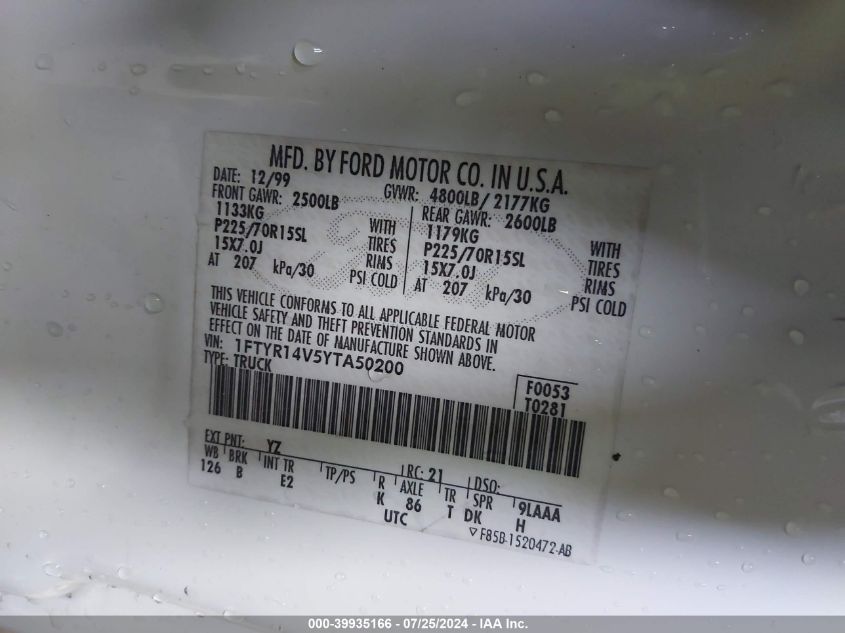 MFD. BY FORD MOTOR CO. IN U.S.A.
DATE: 12/99 GVWR: 4800LB/ 2177KG
FRONT GAWR: 2500LB REAR GAWR: 2600LB
1133KG WITH 1179KG WITH
P225/70R15SL TIRES P225/70R15SL TIRES
15X7.0J RIMS 15X7.0J RIMS
AT 207 kPa/30 PSI COLD AT 207 kPa/30 PSI COLD
THIS VEHICLE CONFORMS TO ALL APPLICABLE FEDERAL MOTOR
VEHICLE SAFETY AND THEFT PREVENTION STANDARDS IN
EFFECT ON THE DATE OF MANUFACTURE SHOWN ABOVE.
VIN: 1FTYR14V5YTA50200
TYPE: TRUCK
F0053
T0281
EXT PNT: YZ RC: 21 DSO:
WB BRK INT TR TP/PS R AXLE TR SPR 9LAAA
126 B E2 K 86 T DK H
UTC
▽F85B-1520472-AB
000-39935166 - 07/25/2024 - IAA Inc.